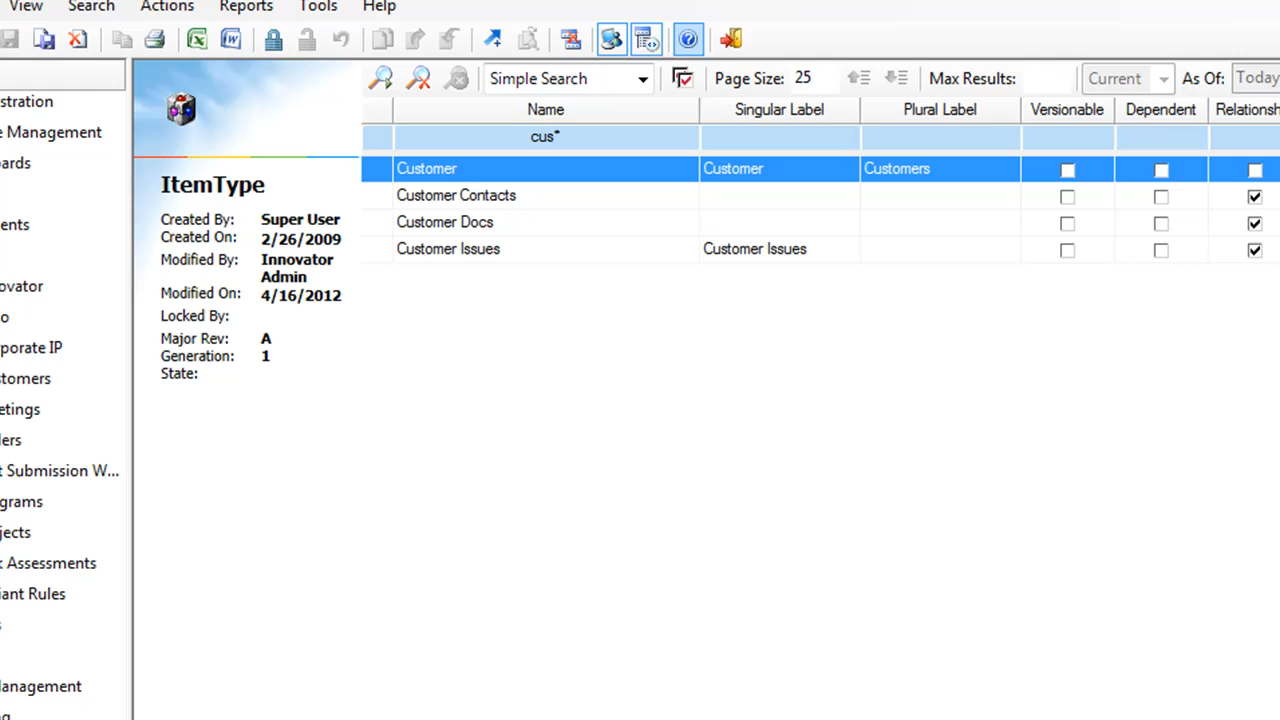 View Search Actions Reports Tools Help
Simple Search Page Size: 25 Max Results: Current As Of: Today
Name Singular Label Plural Label Versionable Dependent Relationsh
cus*
Customer Customer Customers
Customer Contacts
Customer Docs
Customer Issues Customer Issues
ItemType
Created By: Super User
Created On: 2/26/2009
Modified By: Innovator
Admin
Modified On: 4/16/2012
Locked By:
Major Rev: A
Generation: 1
State:
stration
e Management
ards
ents
ovator
o
porate IP
stomers
etings
ers
t Submission W...
grams
jects
k Assessments
iant Rules
s
Management